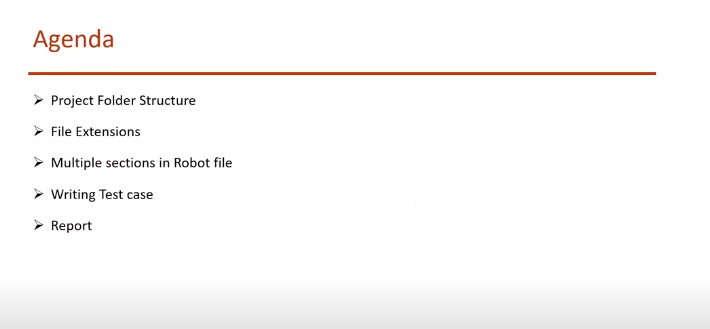 Agenda
➢ Project Folder Structure
➢ File Extensions
➢ Multiple sections in Robot file
➢ Writing Test case
➢ Report